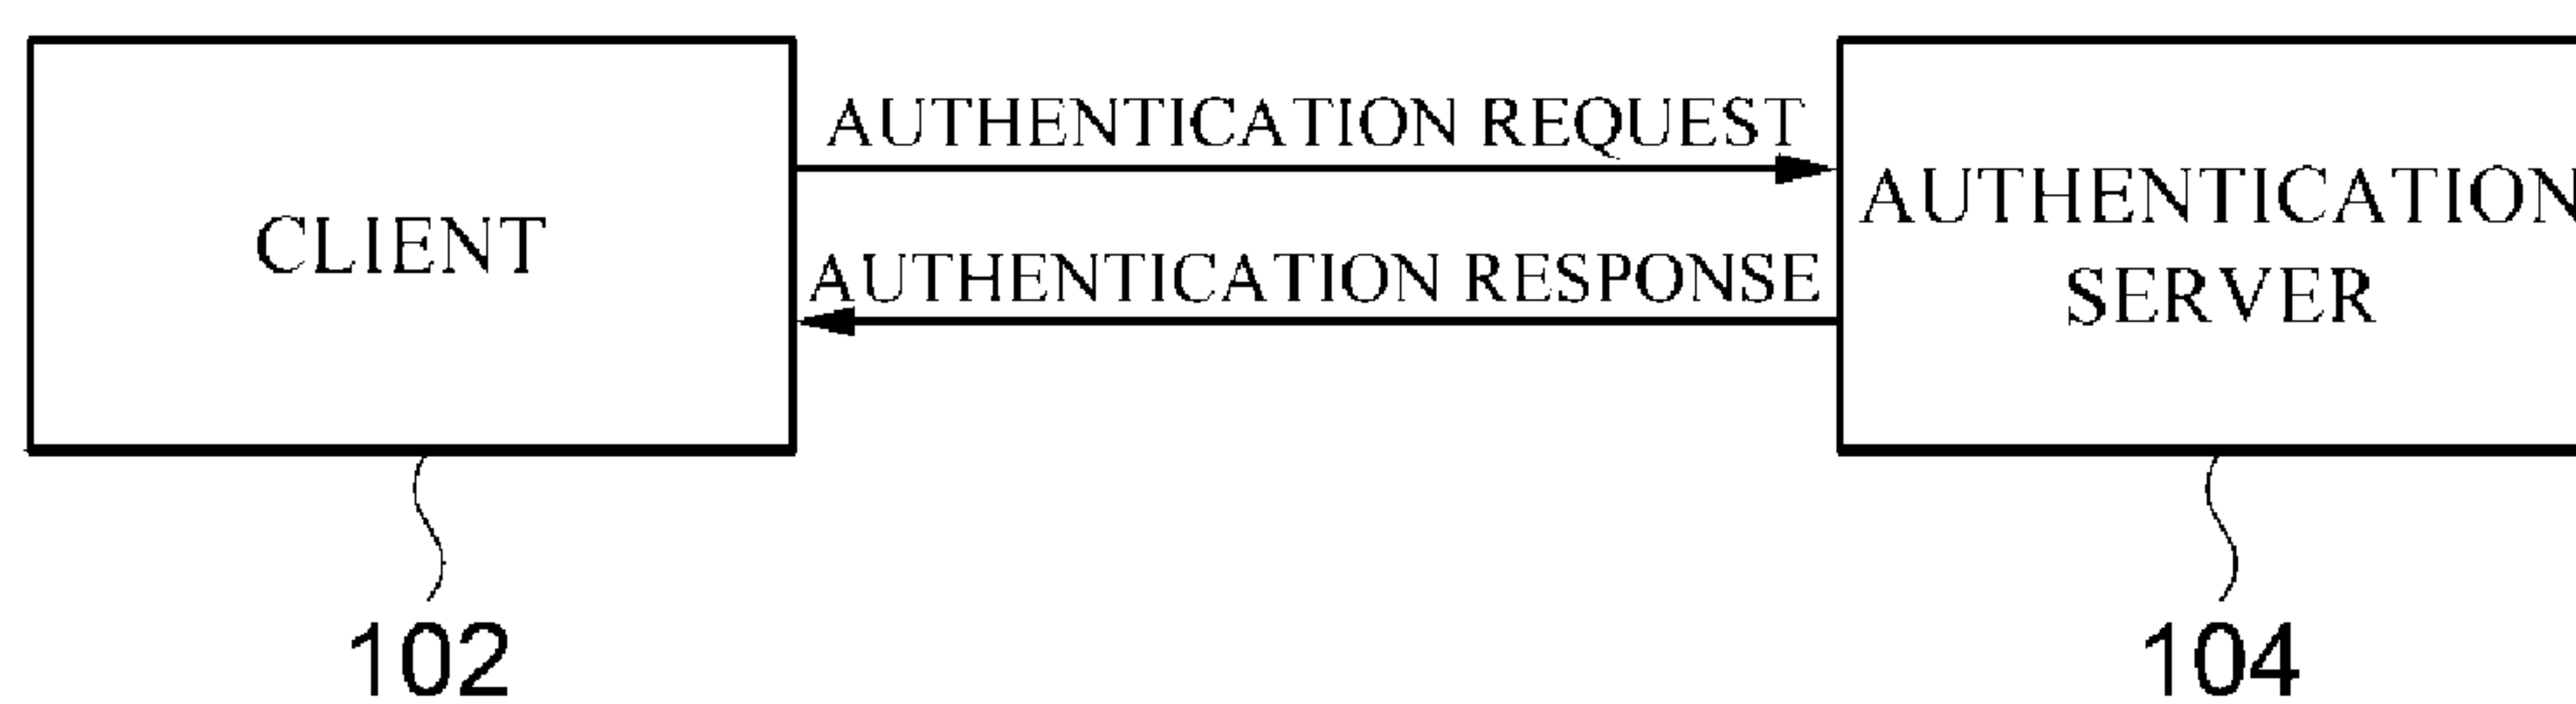 AUTHENTICATION REQUEST
CLIENT
AUTHENTICATION RESPONSE
AUTHENTICATION
SERVER
102
104